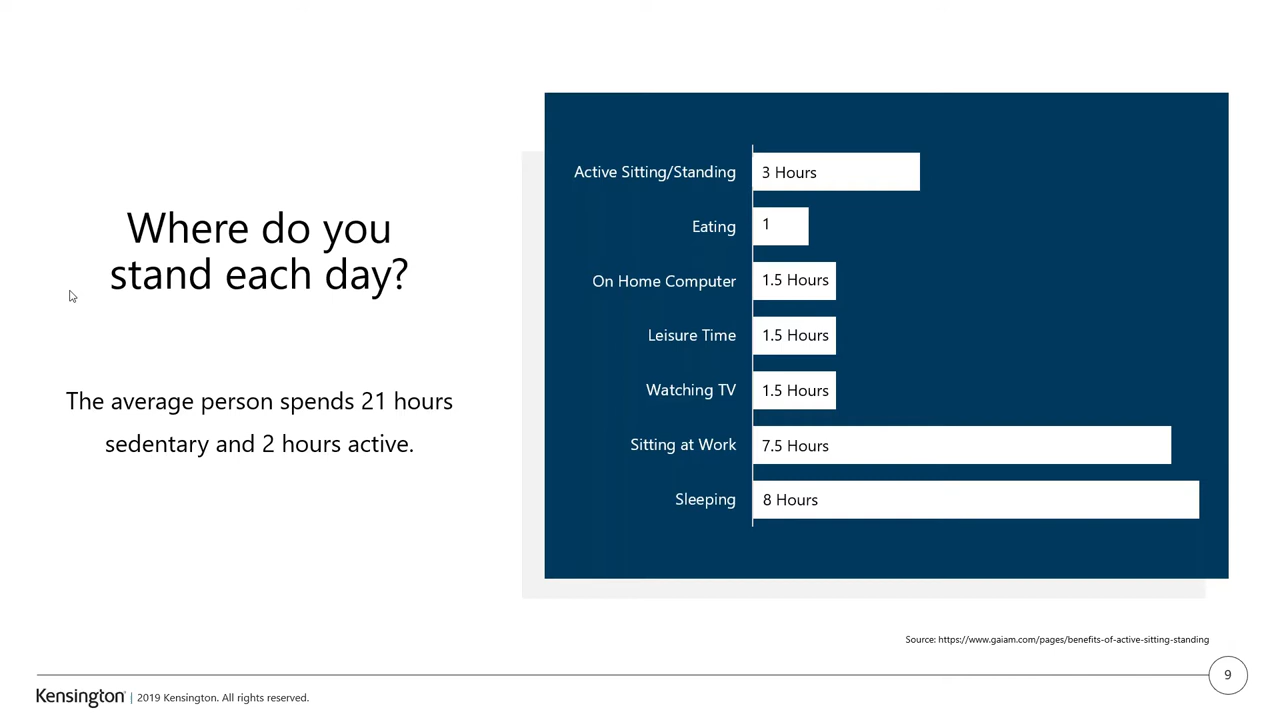 Where do you
stand each day?
The average person spends 21 hours
sedentary and 2 hours active.
Active Sitting/Standing 3 Hours
Eating 1
On Home Computer 1.5 Hours
Leisure Time 1.5 Hours
Watching TV 1.5 Hours
Sitting at Work 7.5 Hours
Sleeping 8 Hours
Source: https://www.gaiam.com/pages/benefits-of-active-sitting-standing
Kensington | 2019 Kensington. All rights reserved.
9